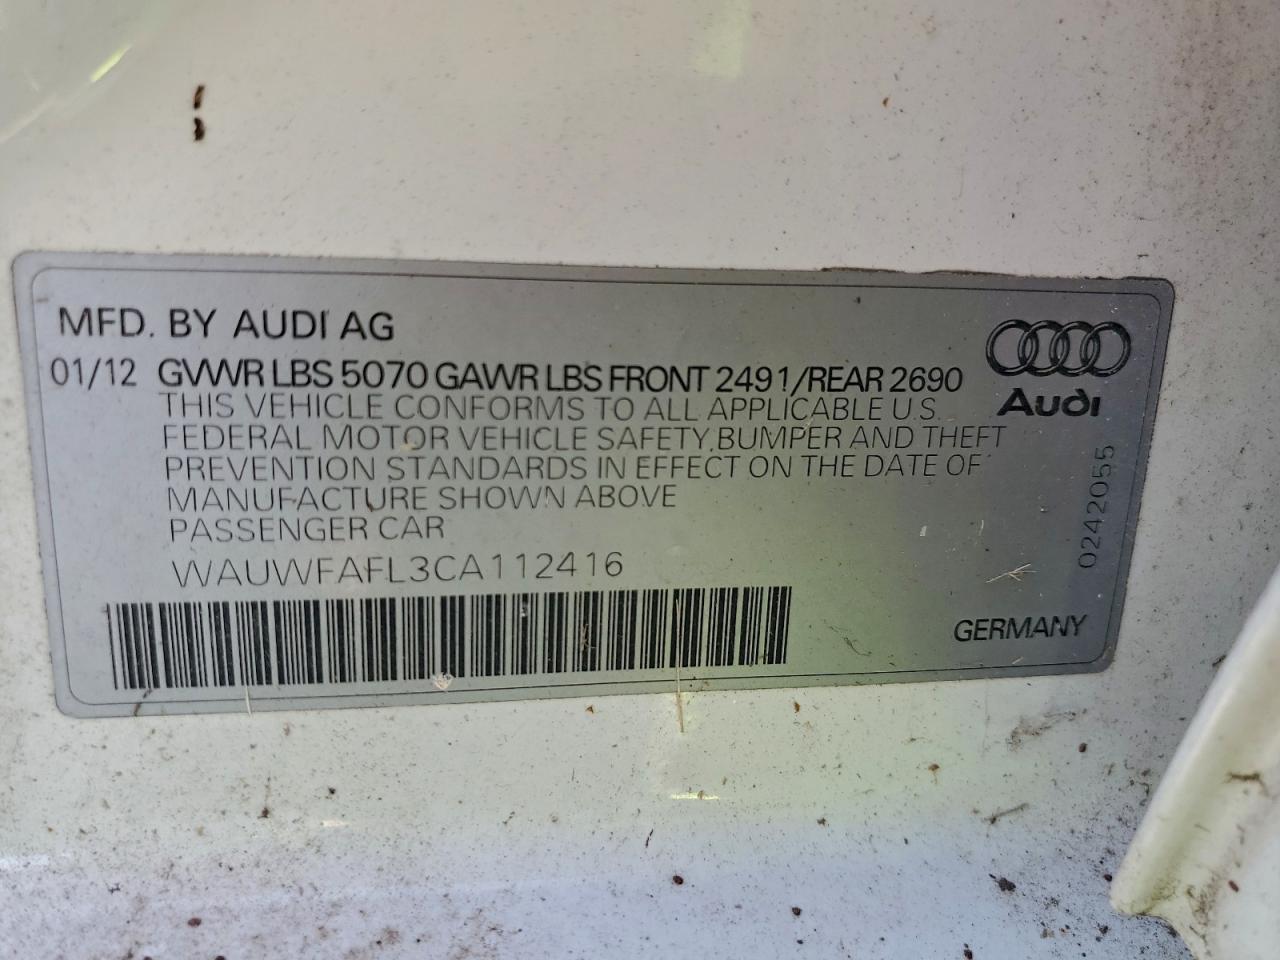 MFD. BY AUDI AG
01/12 GVWR LBS 5070 GAWR LBS FRONT 2491/REAR 2690
THIS VEHICLE CONFORMS TO ALL APPLICABLE U.S.
FEDERAL MOTOR VEHICLE SAFETY, BUMPER AND THEFT
PREVENTION STANDARDS IN EFFECT ON THE DATE OF
MANUFACTURE SHOWN ABOVE
PASSENGER CAR
WAUWFAFL3CA112416
Audi
0242055
GERMANY